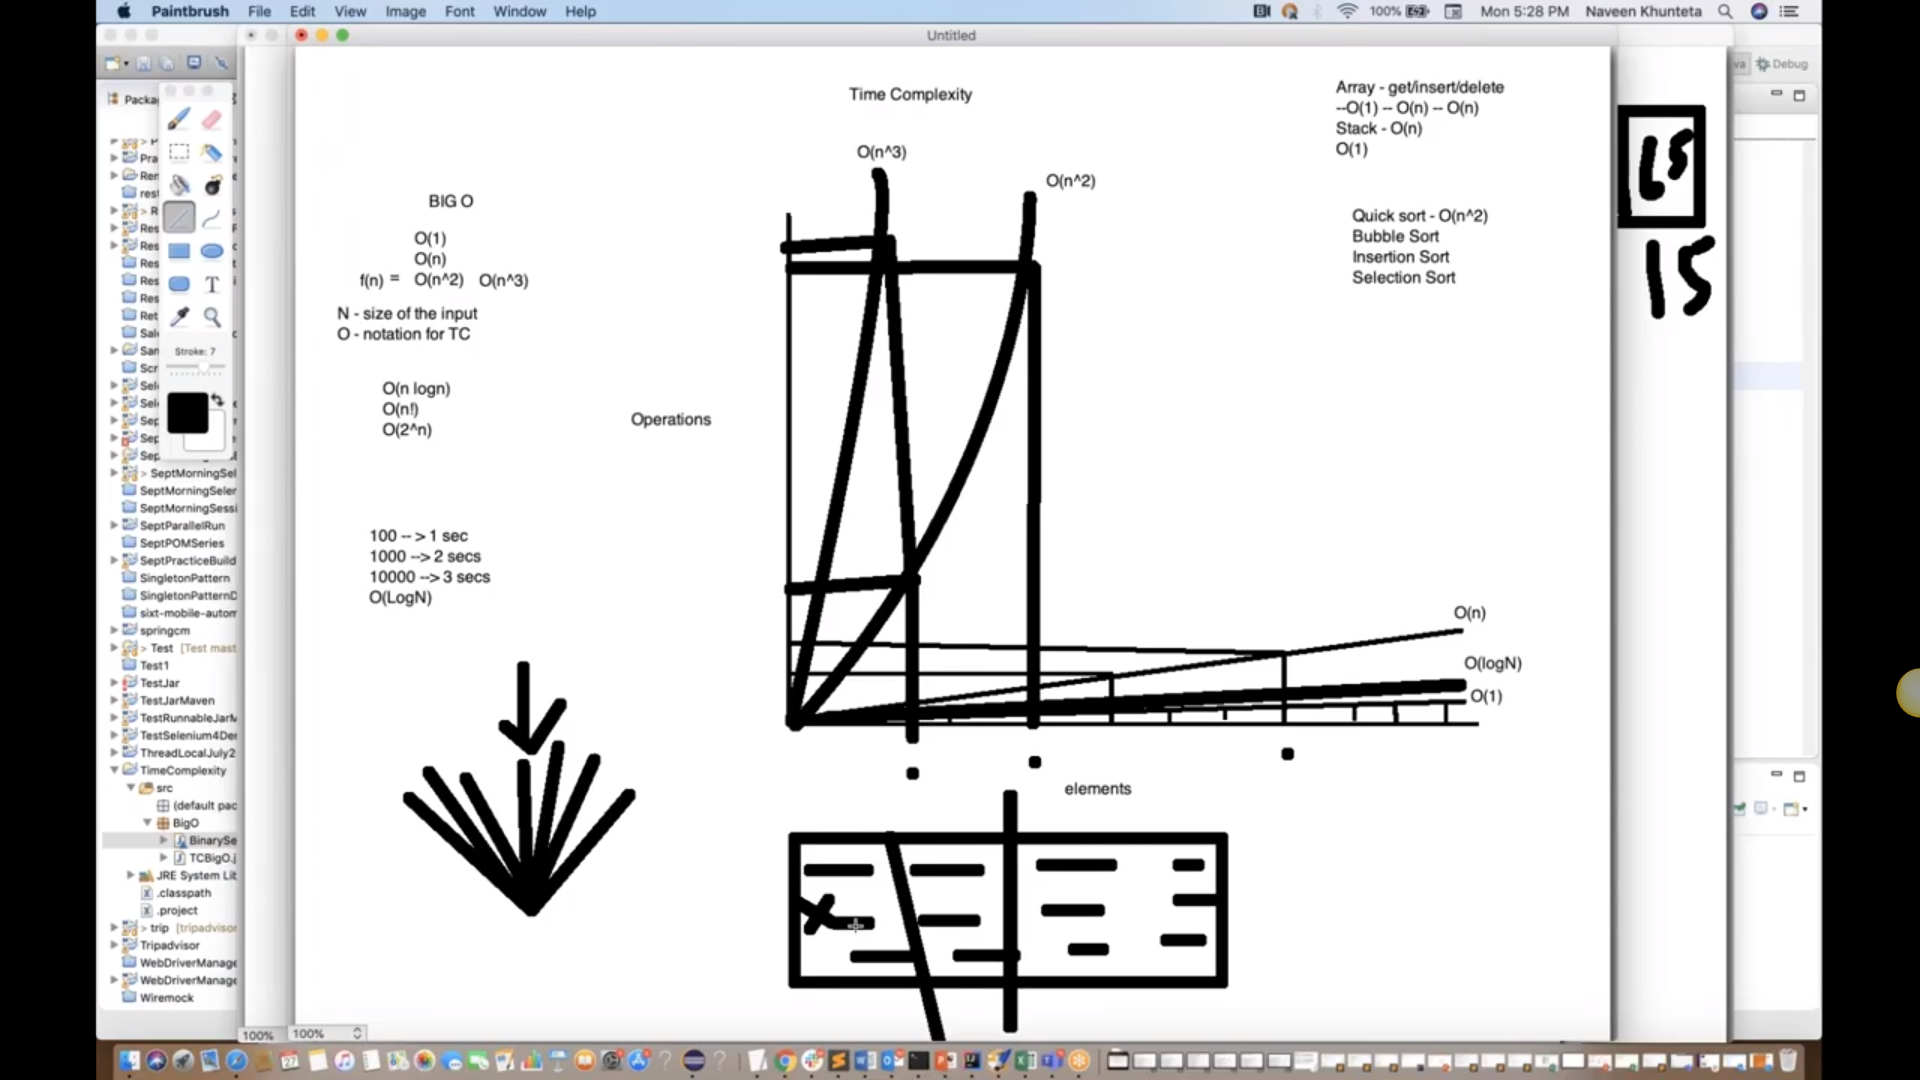 Paintbrush File Edit View Image Font Window Help
100% Mon 5:28 PM Naveen Khunteta
Untitled
Debug
Time Complexity
O(n^3)
O(n^2)
Array - get/insert/delete
--O(1) -- O(n) -- O(n)
Stack - O(n)
O(1)
Quick sort - O(n^2)
Bubble Sort
Insertion Sort
Selection Sort
15
15
BIG O
O(1)
O(n)
f(n) = O(n^2) O(n^3)
N - size of the input
O - notation for TC
O(n logn)
O(n!)
O(2^n)
Operations
100 -- > 1 sec
1000 --> 2 secs
10000 --> 3 secs
O(LogN)
O(n)
O(logN)
O(1)
elements
Stroke: 7
T
> SeptMorningSel
SeptMorningSeler
SeptMorningSessi
SeptParallelRun
SeptPOMSeries
SeptPracticeBuild
SingletonPattern
SingletonPatternD
sixt-mobile-autom
springcm
> Test [Test mast
Test1
TestJar
TestJarMaven
TestRunnableJarM
TestSelenium4Der
ThreadLocalJuly2
TimeComplexity
src
(default pac
BigO
BinarySe
TCBigO.j
JRE System Lib
.classpath
.project
> trip [tripadvisor
Tripadvisor
WebDriverManage
WebDriverManage
Wiremock
100% 100%